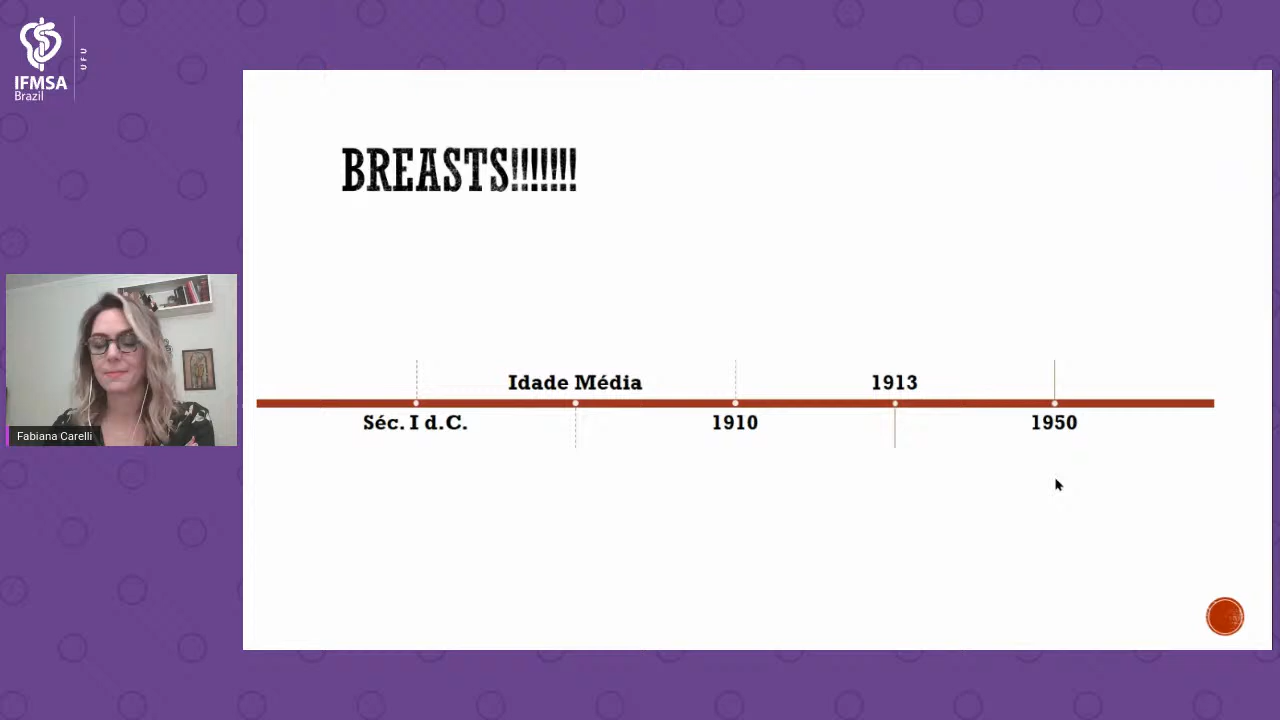 IFMSA
Brazil
UFU
BREASTS!!!!!!!
Idade Média
1913
Séc. I d.C.
1910
1950
Fabiana Carelli